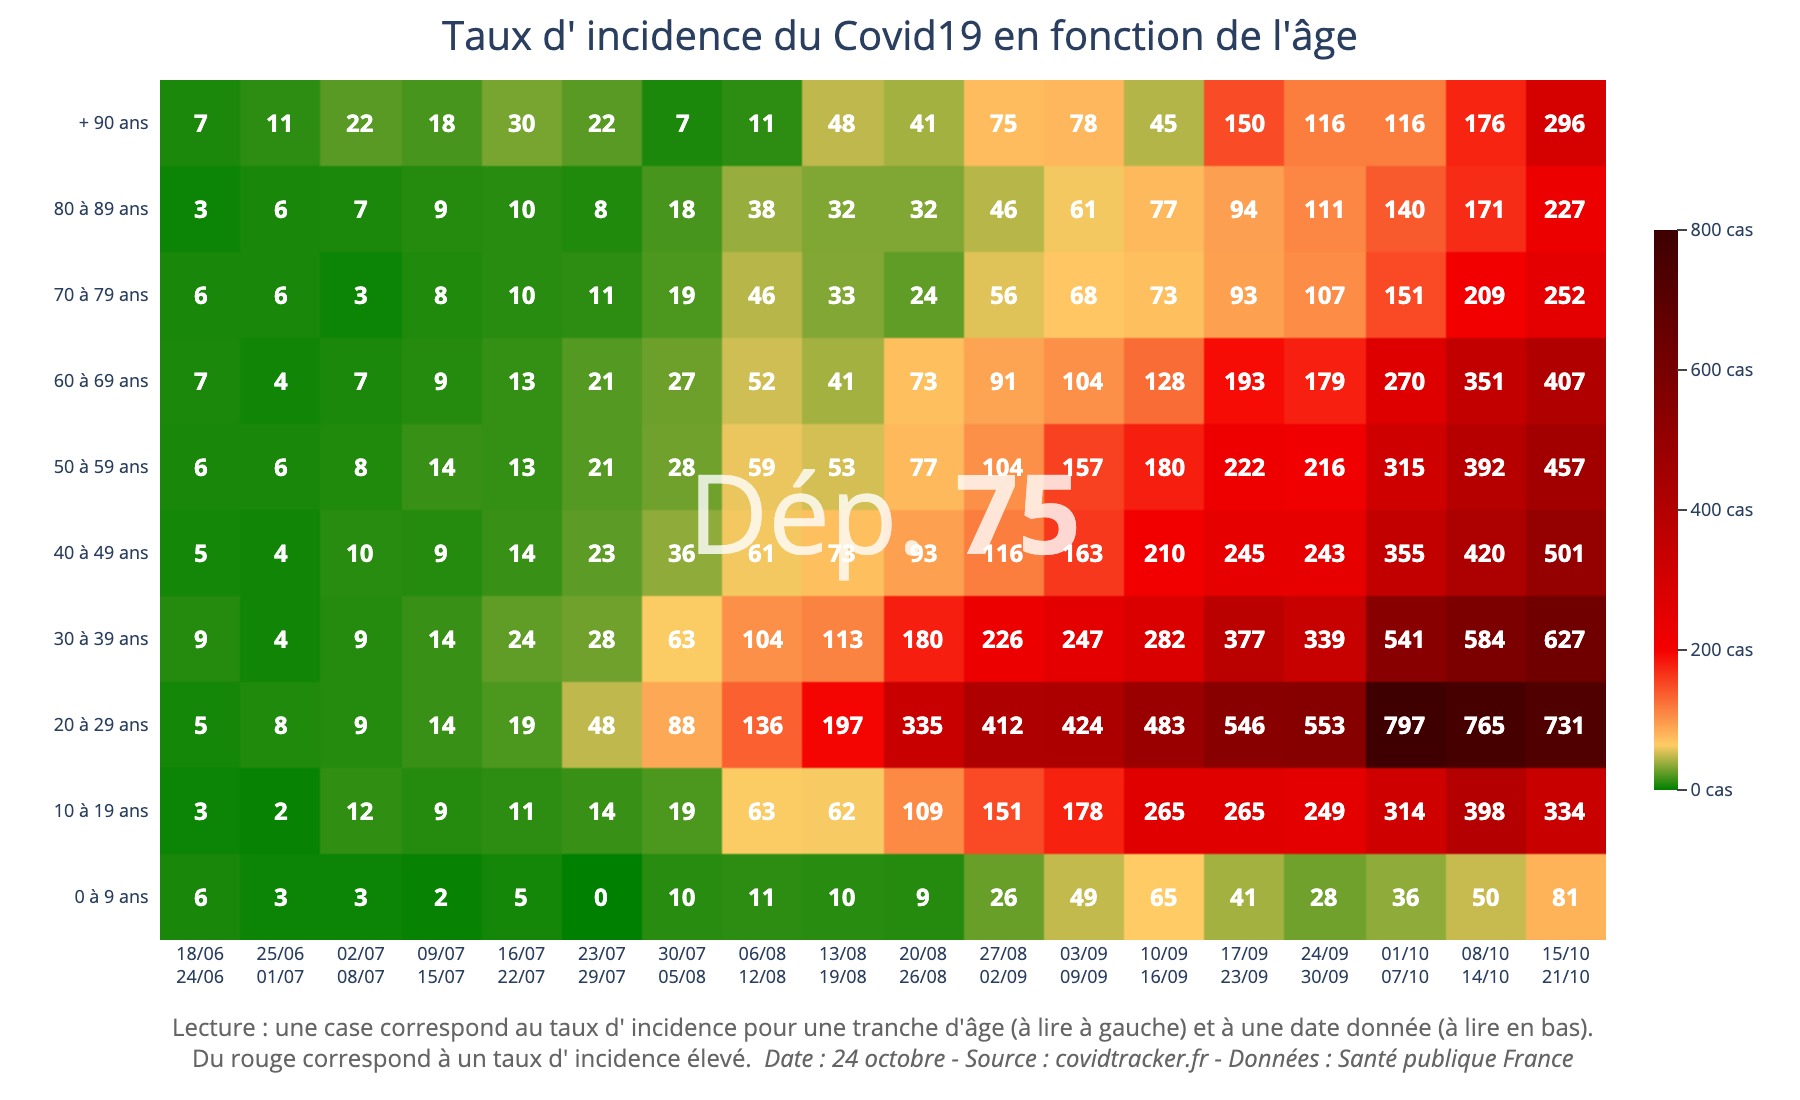 Taux d' incidence du Covid19 en fonction de l'âge
+ 90 ans 7 11 22 18 30 22 7 11 48 41 75 78 45 150 116 116 176 296
80 à 89 ans 3 6 7 9 10 8 18 38 32 32 46 61 77 94 111 140 171 227
70 à 79 ans 6 6 3 8 10 11 19 46 33 24 56 68 73 93 107 151 209 252
60 à 69 ans 7 4 7 9 13 21 27 52 41 73 91 104 128 193 179 270 351 407
50 à 59 ans 6 6 8 14 13 21 28 59 53 77 104 157 180 222 216 315 392 457
Dép. 75
40 à 49 ans 5 4 10 9 14 23 36 61 73 93 116 163 210 245 243 355 420 501
30 à 39 ans 9 4 9 14 24 28 63 104 113 180 226 247 282 377 339 541 584 627
20 à 29 ans 5 8 9 14 19 48 88 136 197 335 412 424 483 546 553 797 765 731
10 à 19 ans 3 2 12 9 11 14 19 63 62 109 151 178 265 265 249 314 398 334
0 à 9 ans 6 3 3 2 5 0 10 11 10 9 26 49 65 41 28 36 50 81
18/06 25/06 02/07 09/07 16/07 23/07 30/07 06/08 13/08 20/08 27/08 03/09 10/09 17/09 24/09 01/10 08/10 15/10
24/06 01/07 08/07 15/07 22/07 29/07 05/08 12/08 19/08 26/08 02/09 09/09 16/09 23/09 30/09 07/10 14/10 21/10
800 cas
600 cas
400 cas
200 cas
0 cas
Lecture : une case correspond au taux d' incidence pour une tranche d'âge (à lire à gauche) et à une date donnée (à lire en bas).
Du rouge correspond à un taux d' incidence élevé. Date : 24 octobre - Source : covidtracker.fr - Données : Santé publique France